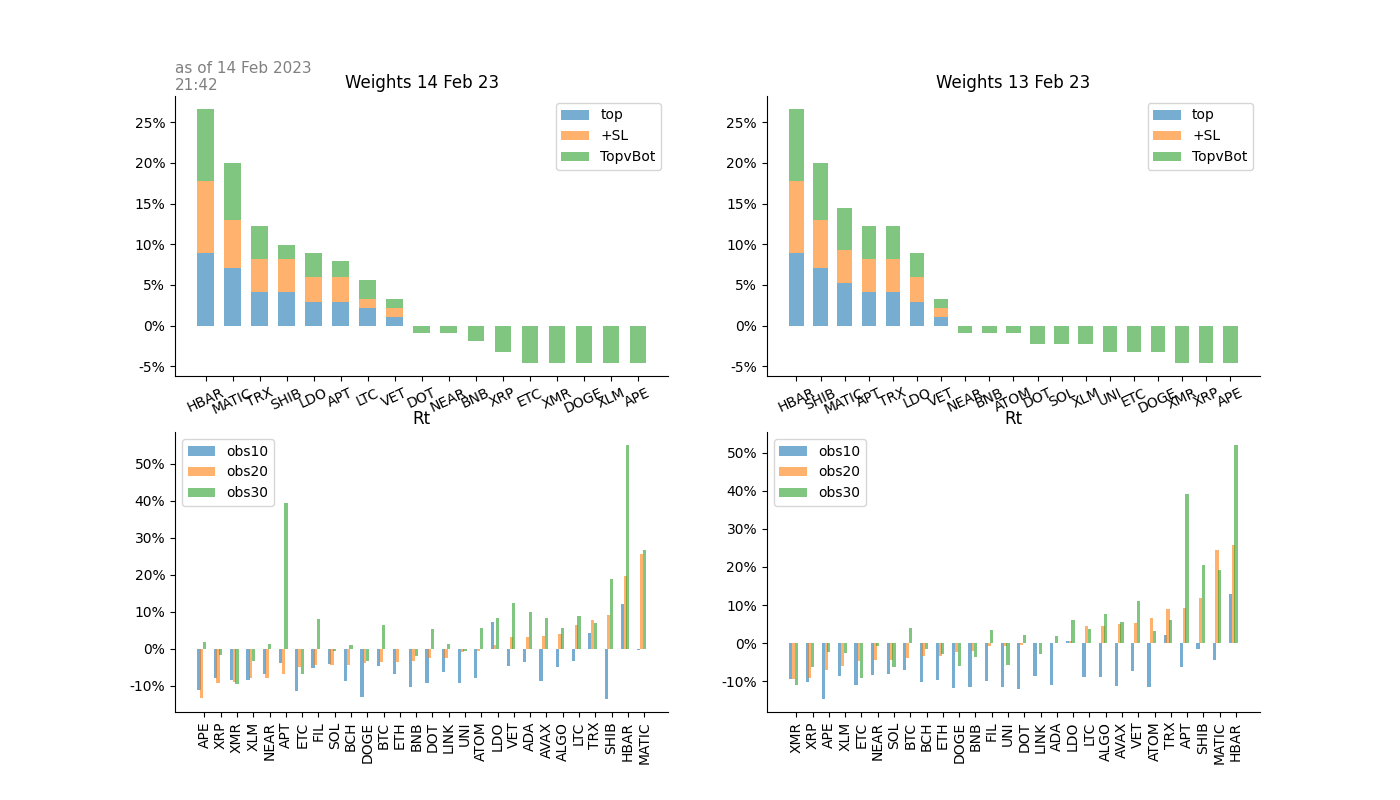 as of 14 Feb 2023
21:42
Weights 14 Feb 23
25%
20%
15%
10%
5%
0%
-5%
top
+SL
TopvBot
HBAR MATIC TRX SHIB LDO APT LTC VET DOT NEAR BNB XRP ETC XMR DOGE XLM APE
Weights 13 Feb 23
25%
20%
15%
10%
5%
0%
-5%
top
+SL
TopvBot
HBAR SHIB MATIC APT TRX LDO VET NEAR BNB ATOM DOT SOL XLM UNI ETC DOGE XMR XRP APE
Rt
50%
40%
30%
20%
10%
0%
-10%
obs10
obs20
obs30
APE XRP XMR XLM NEAR APT ETC FIL SOL BCH DOGE BTC ETH BNB DOT LINK UNI ATOM LDO VET ADA AVAX ALGO LTC TRX SHIB HBAR MATIC
Rt
50%
40%
30%
20%
10%
0%
-10%
obs10
obs20
obs30
XMR XRP APE XLM ETC NEAR SOL BTC BCH ETH DOGE BNB FIL UNI DOT LINK ADA LDO LTC ALGO AVAX VET ATOM TRX APT SHIB MATIC HBAR